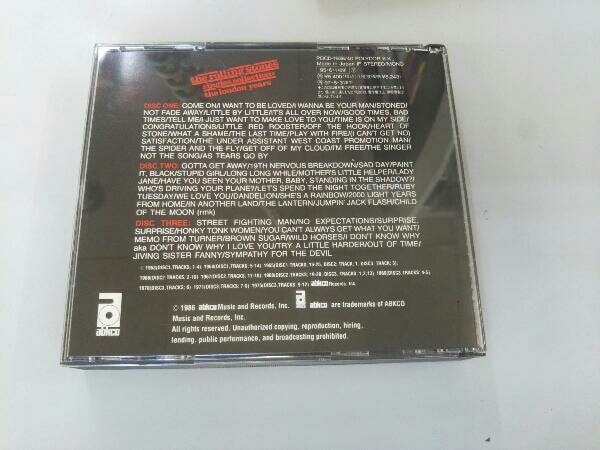 the rolling stones
singles collection:
the london years
POCD-1938/40 POLYDOR K.K.
Made in Japan STEREO/MONO
DISC ONE: COME ON/I WANT TO BE LOVED/I WANNA BE YOUR MAN/STONED/
NOT FADE AWAY/LITTLE BY LITTLE/IT'S ALL OVER NOW/GOOD TIMES, BAD
TIMES/TELL ME/I JUST WANT TO MAKE LOVE TO YOU/TIME IS ON MY SIDE/
CONGRATULATIONS/LITTLE RED ROOSTER/OFF THE HOOK/HEART OF
STONE/WHAT A SHAME/THE LAST TIME/PLAY WITH FIRE/(I CAN'T GET NO)
SATISFACTION/THE UNDER ASSISTANT WEST COAST PROMOTION MAN/
THE SPIDER AND THE FLY/GET OFF OF MY CLOUD/I'M FREE/THE SINGER
NOT THE SONG/AS TEARS GO BY
DISC TWO: GOTTA GET AWAY/19TH NERVOUS BREAKDOWN/SAD DAY/PAINT
IT, BLACK/STUPID GIRL/LONG LONG WHILE/MOTHER'S LITTLE HELPER/LADY
JANE/HAVE YOU SEEN YOUR MOTHER, BABY, STANDING IN THE SHADOW?/
WHO'S DRIVING YOUR PLANE?/LET'S SPEND THE NIGHT TOGETHER/RUBY
TUESDAY/WE LOVE YOU/DANDELION/SHE'S A RAINBOW/2000 LIGHT YEARS
FROM HOME/IN ANOTHER LAND/THE LANTERN/JUMPIN' JACK FLASH/CHILD
OF THE MOON (rmk)
DISC THREE: STREET FIGHTING MAN/NO EXPECTATIONS/SURPRISE,
SURPRISE/HONKY TONK WOMEN/YOU CAN'T ALWAYS GET WHAT YOU WANT/
MEMO FROM TURNER/BROWN SUGAR/WILD HORSES/I DON'T KNOW WHY
aka DON'T KNOW WHY I LOVE YOU/TRY A LITTLE HARDER/OUT OF TIME/
JIVING SISTER FANNY/SYMPATHY FOR THE DEVIL
abkco
© 1986 abkco Music and Records, Inc. abkco are trademarks of ABKCO
Music and Records, Inc.
All rights reserved. Unauthorized copying, reproduction, hiring,
lending, public performance, and broadcasting prohibited.